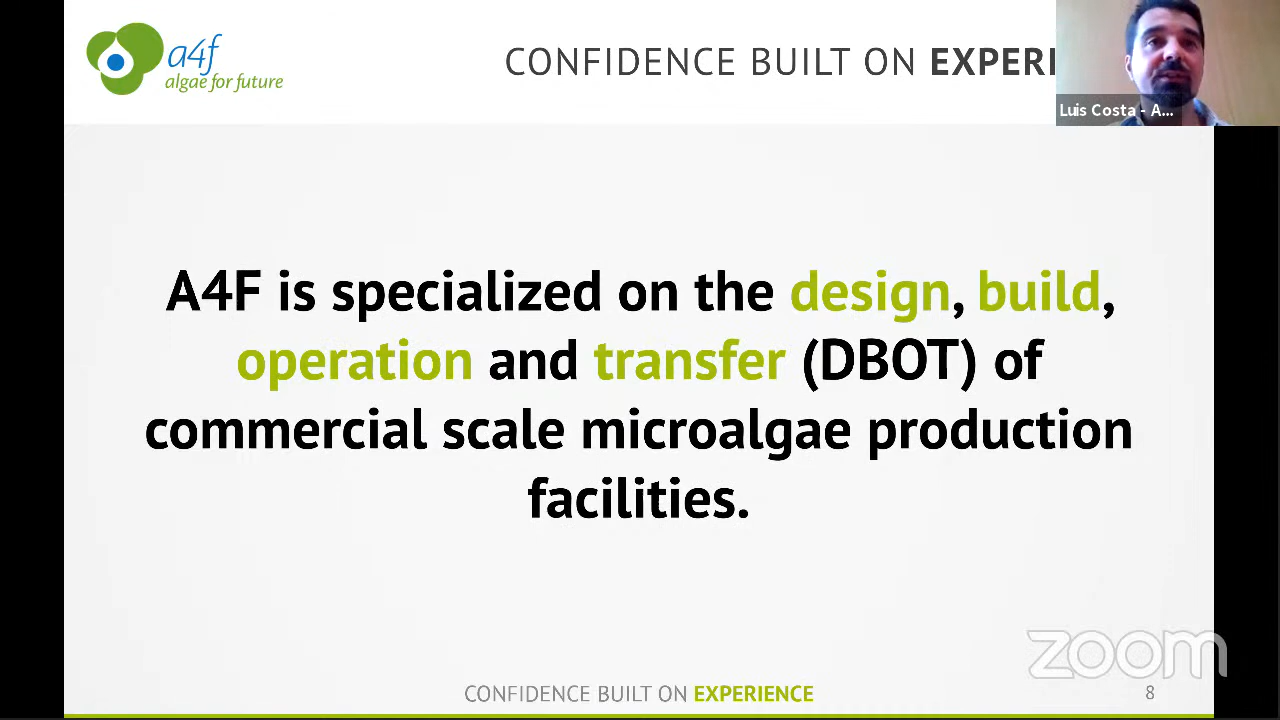 a4f
algae for future
CONFIDENCE BUILT ON EXPERI
Luis Costa - A...
A4F is specialized on the design, build,
operation and transfer (DBOT) of
commercial scale microalgae production
facilities.
zoom
CONFIDENCE BUILT ON EXPERIENCE
8